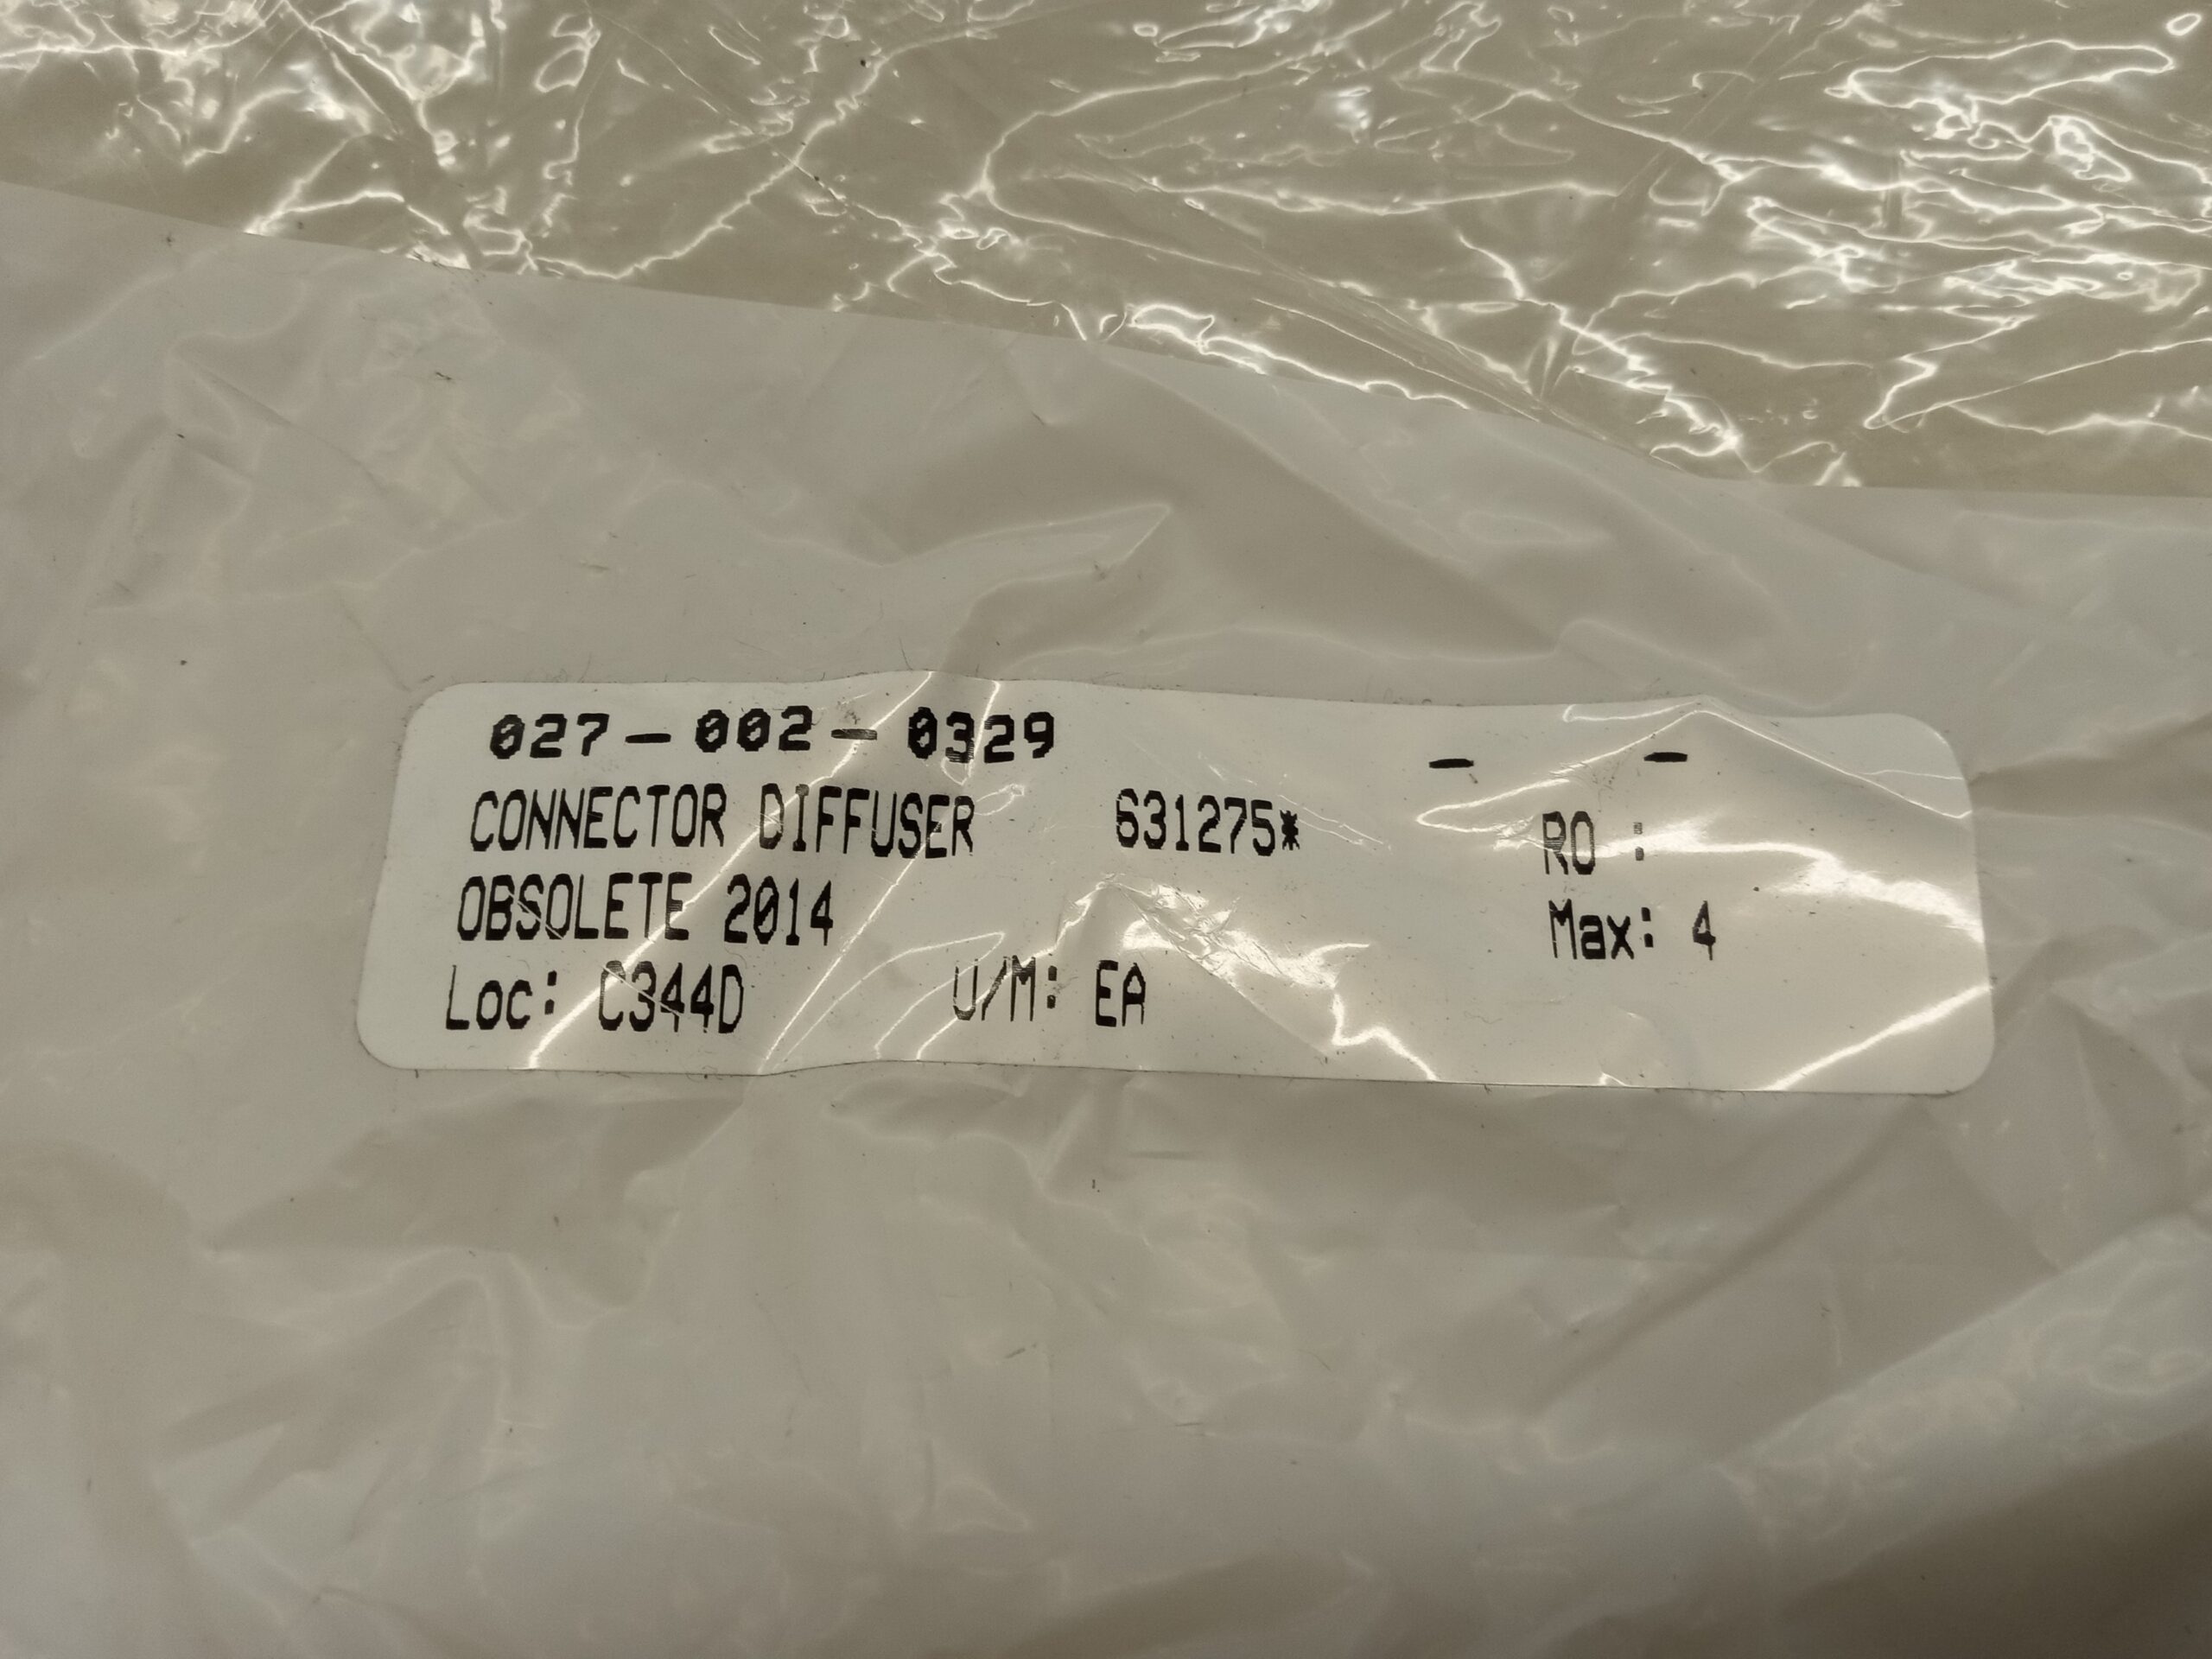 027-002-0329 - -
CONNECTOR DIFFUSER 631275* RO :
OBSOLETE 2014 Max: 4
Loc: C344D U/M: EA